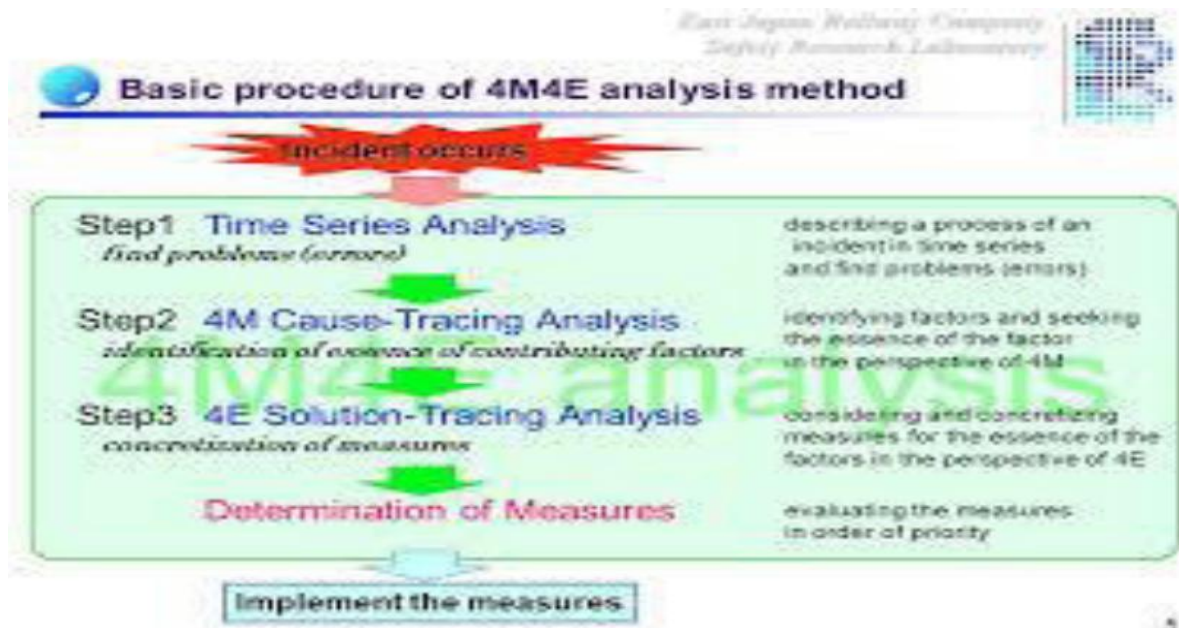 East Japan Railway Company
Safety Research Laboratory
Basic procedure of 4M4E analysis method
Incident occurs
Step1 Time Series Analysis
find problems (errors)
describing a process of an
incident in time series
and find problems (errors)
Step2 4M Cause-Tracing Analysis
identification of essence of contributing factors
identifying factors and seeking
the essence of the factor
in the perspective of 4M
4M4E analysis
Step3 4E Solution-Tracing Analysis
concretization of measures
considering and concretizing
measures for the essence of the
factors in the perspective of 4E
Determination of Measures
evaluating the measures
in order of priority
Implement the measures